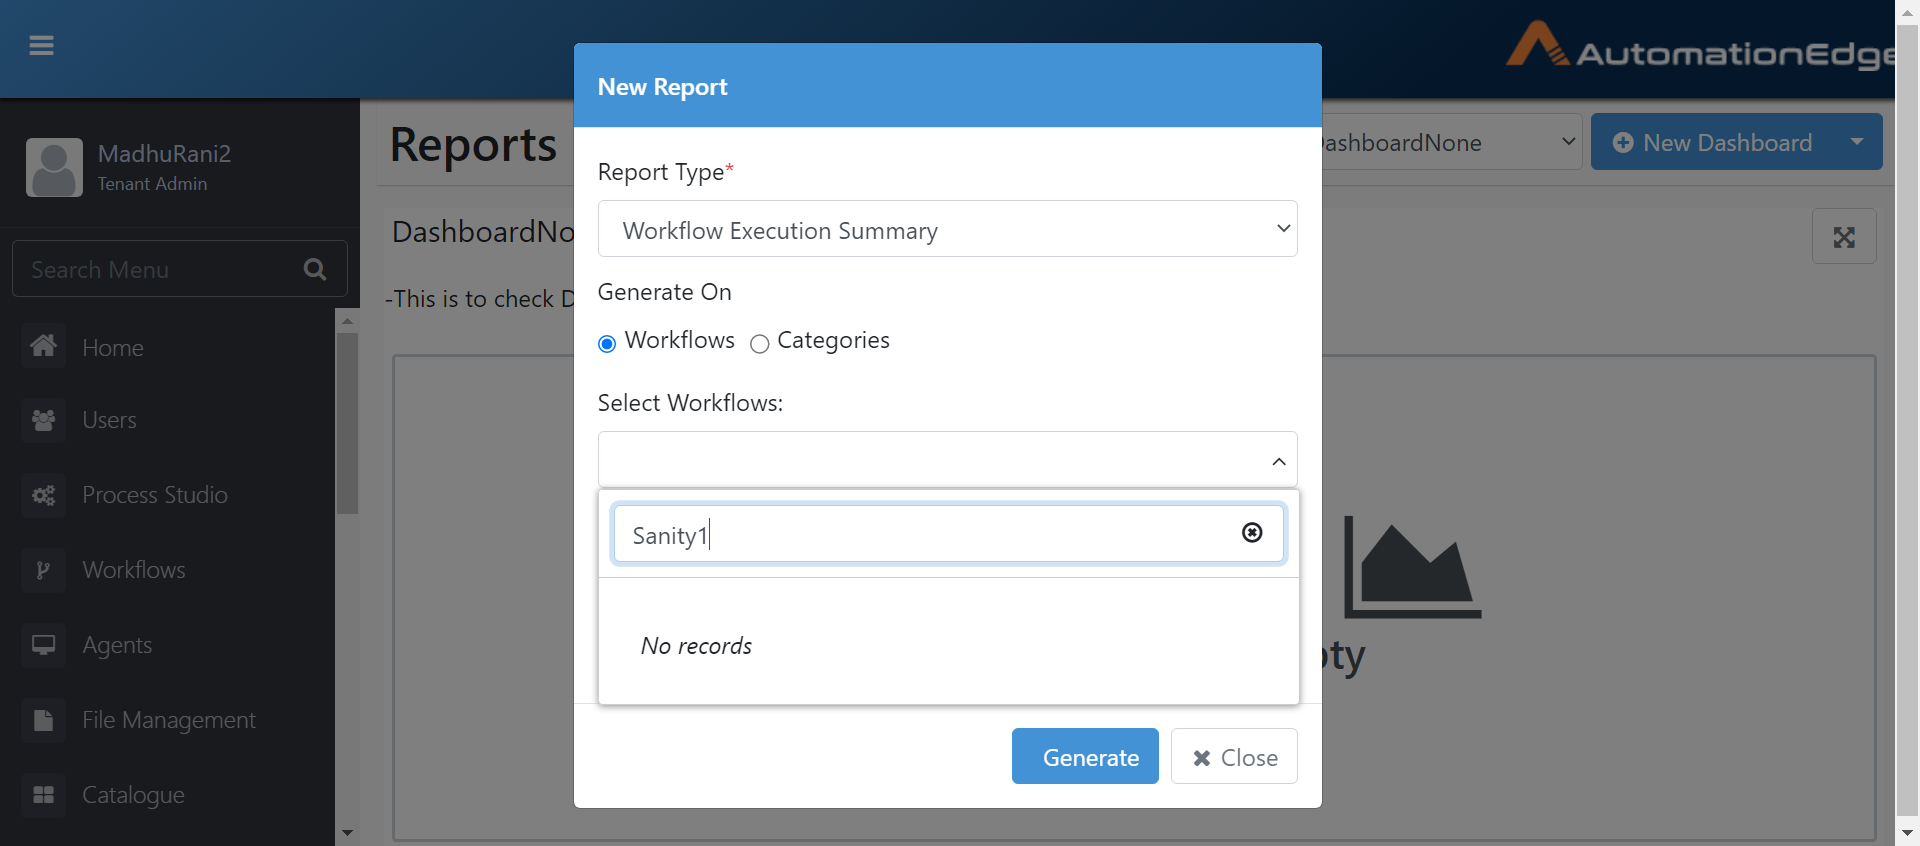 AutomationEdge
New Report
MadhuRani2
Tenant Admin
Search Menu
Home
Users
Process Studio
Workflows
Agents
File Management
Catalogue
Reports
DashboardNone
New Dashboard
DashboardNo
-This is to check D
Report Type*
Workflow Execution Summary
Generate On
Workflows Categories
Select Workflows:
Sanity1
No records
Generate
Close